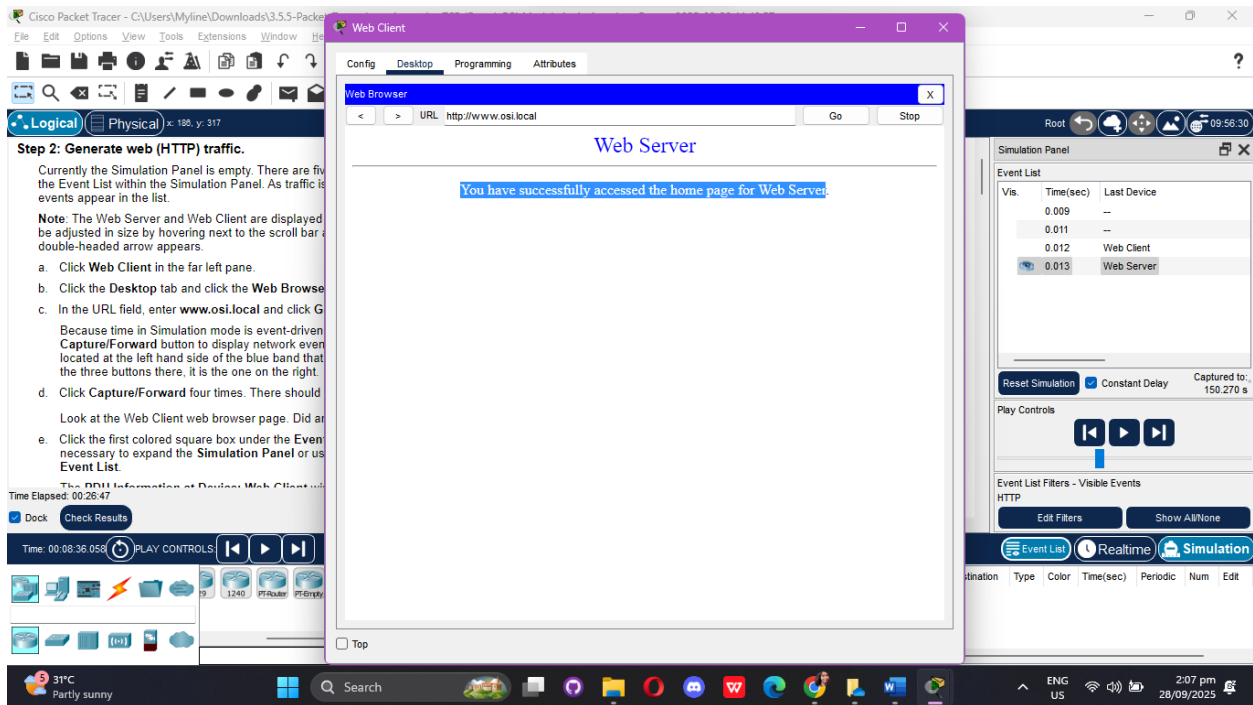 Cisco Packet Tracer - C:\Users\Myline\Downloads\3.5.5-Packet
File Edit Options View Tools Extensions Window He
?
Logical Physical x: 186, y: 317
Root 09:56:30
Step 2: Generate web (HTTP) traffic.
Currently the Simulation Panel is empty. There are fiv
the Event List within the Simulation Panel. As traffic is
events appear in the list.
Note: The Web Server and Web Client are displayed
be adjusted in size by hovering next to the scroll bar a
double-headed arrow appears.
a. Click Web Client in the far left pane.
b. Click the Desktop tab and click the Web Browse
c. In the URL field, enter www.osi.local and click G
Because time in Simulation mode is event-driven
Capture/Forward button to display network even
located at the left hand side of the blue band that
the three buttons there, it is the one on the right.
d. Click Capture/Forward four times. There should
Look at the Web Client web browser page. Did an
e. Click the first colored square box under the Even
necessary to expand the Simulation Panel or us
Event List.
The PDU Information at Device: Web Client wi
Time Elapsed: 00:26:47
Dock Check Results
Time: 00:08:36.058 PLAY CONTROLS:
1240 PT-Router PT-Empty
Web Client
Config Desktop Programming Attributes
Web Browser X
< > URL http://www.osi.local Go Stop
Web Server
You have successfully accessed the home page for Web Server.
Top
Simulation Panel
Event List
Vis. Time(sec) Last Device
0.009 --
0.011 --
0.012 Web Client
0.013 Web Server
Reset Simulation Constant Delay Captured to:
150.270 s
Play Controls
Event List Filters - Visible Events
HTTP
Edit Filters Show All/None
Event List Realtime Simulation
stination Type Color Time(sec) Periodic Num Edit
5 31°C
Partly sunny
Search
ENG
US
2:07 pm
28/09/2025